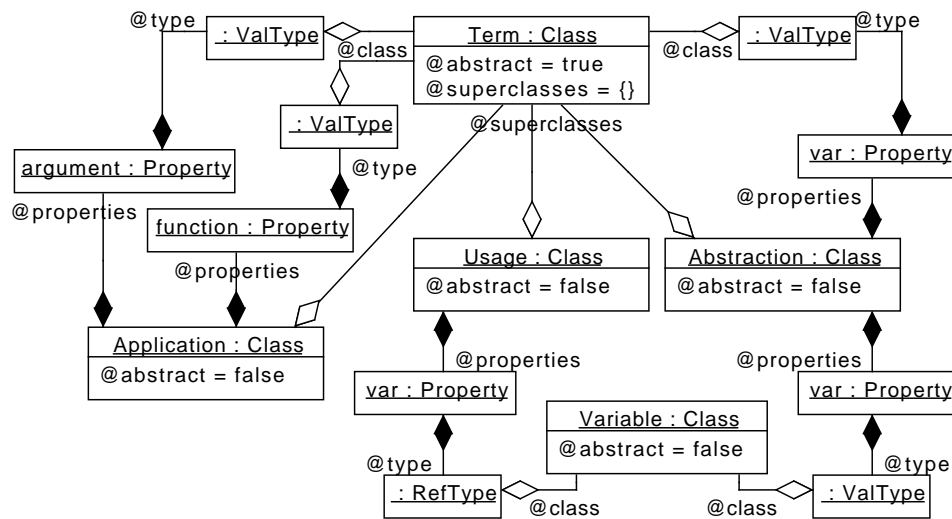 @type
: ValType
@class
Term : Class
@abstract = true
@superclasses = {}
@class
: ValType
@type
: ValType
@superclasses
argument : Property
@type
var : Property
@properties
function : Property
@properties
@properties
Usage : Class
@abstract = false
Abstraction : Class
@abstract = false
Application : Class
@abstract = false
@properties
@properties
var : Property
Variable : Class
@abstract = false
var : Property
@type
@type
: RefType
@class
@class
: ValType